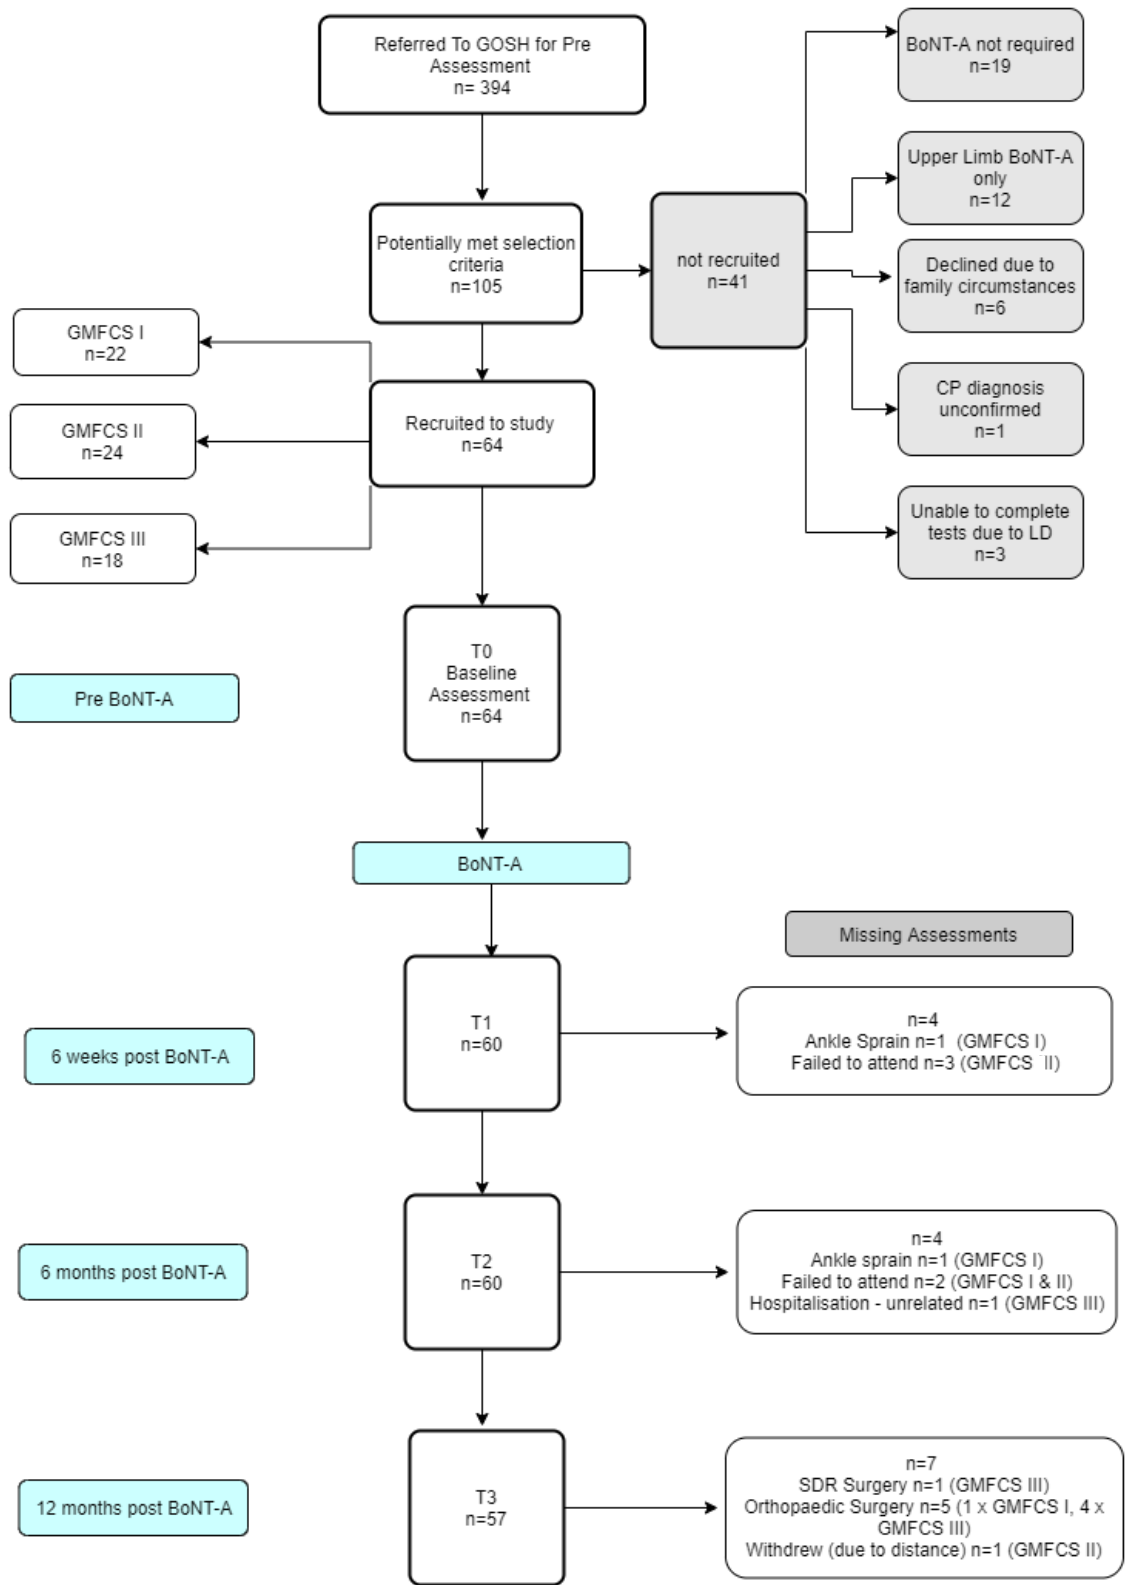 Referred To GOSH for Pre
Assessment
n= 394
BoNT-A not required
n=19
Upper Limb BoNT-A
only
n=12
Potentially met selection
criteria
n=105
not recruited
n=41
Declined due to
family circumstances
n=6
GMFCS I
n=22
CP diagnosis
unconfirmed
n=1
GMFCS II
n=24
Recruited to study
n=64
Unable to complete
tests due to LD
n=3
GMFCS III
n=18
T0
Baseline
Assessment
n=64
Pre BoNT-A
BoNT-A
Missing Assessments
T1
n=60
6 weeks post BoNT-A
n=4
Ankle Sprain n=1 (GMFCS I)
Failed to attend n=3 (GMFCS II)
T2
n=60
6 months post BoNT-A
n=4
Ankle sprain n=1 (GMFCS I)
Failed to attend n=2 (GMFCS I & II)
Hospitalisation - unrelated n=1 (GMFCS III)
T3
n=57
12 months post BoNT-A
n=7
SDR Surgery n=1 (GMFCS III)
Orthopaedic Surgery n=5 (1 x GMFCS I, 4 x
GMFCS III)
Withdrew (due to distance) n=1 (GMFCS II)